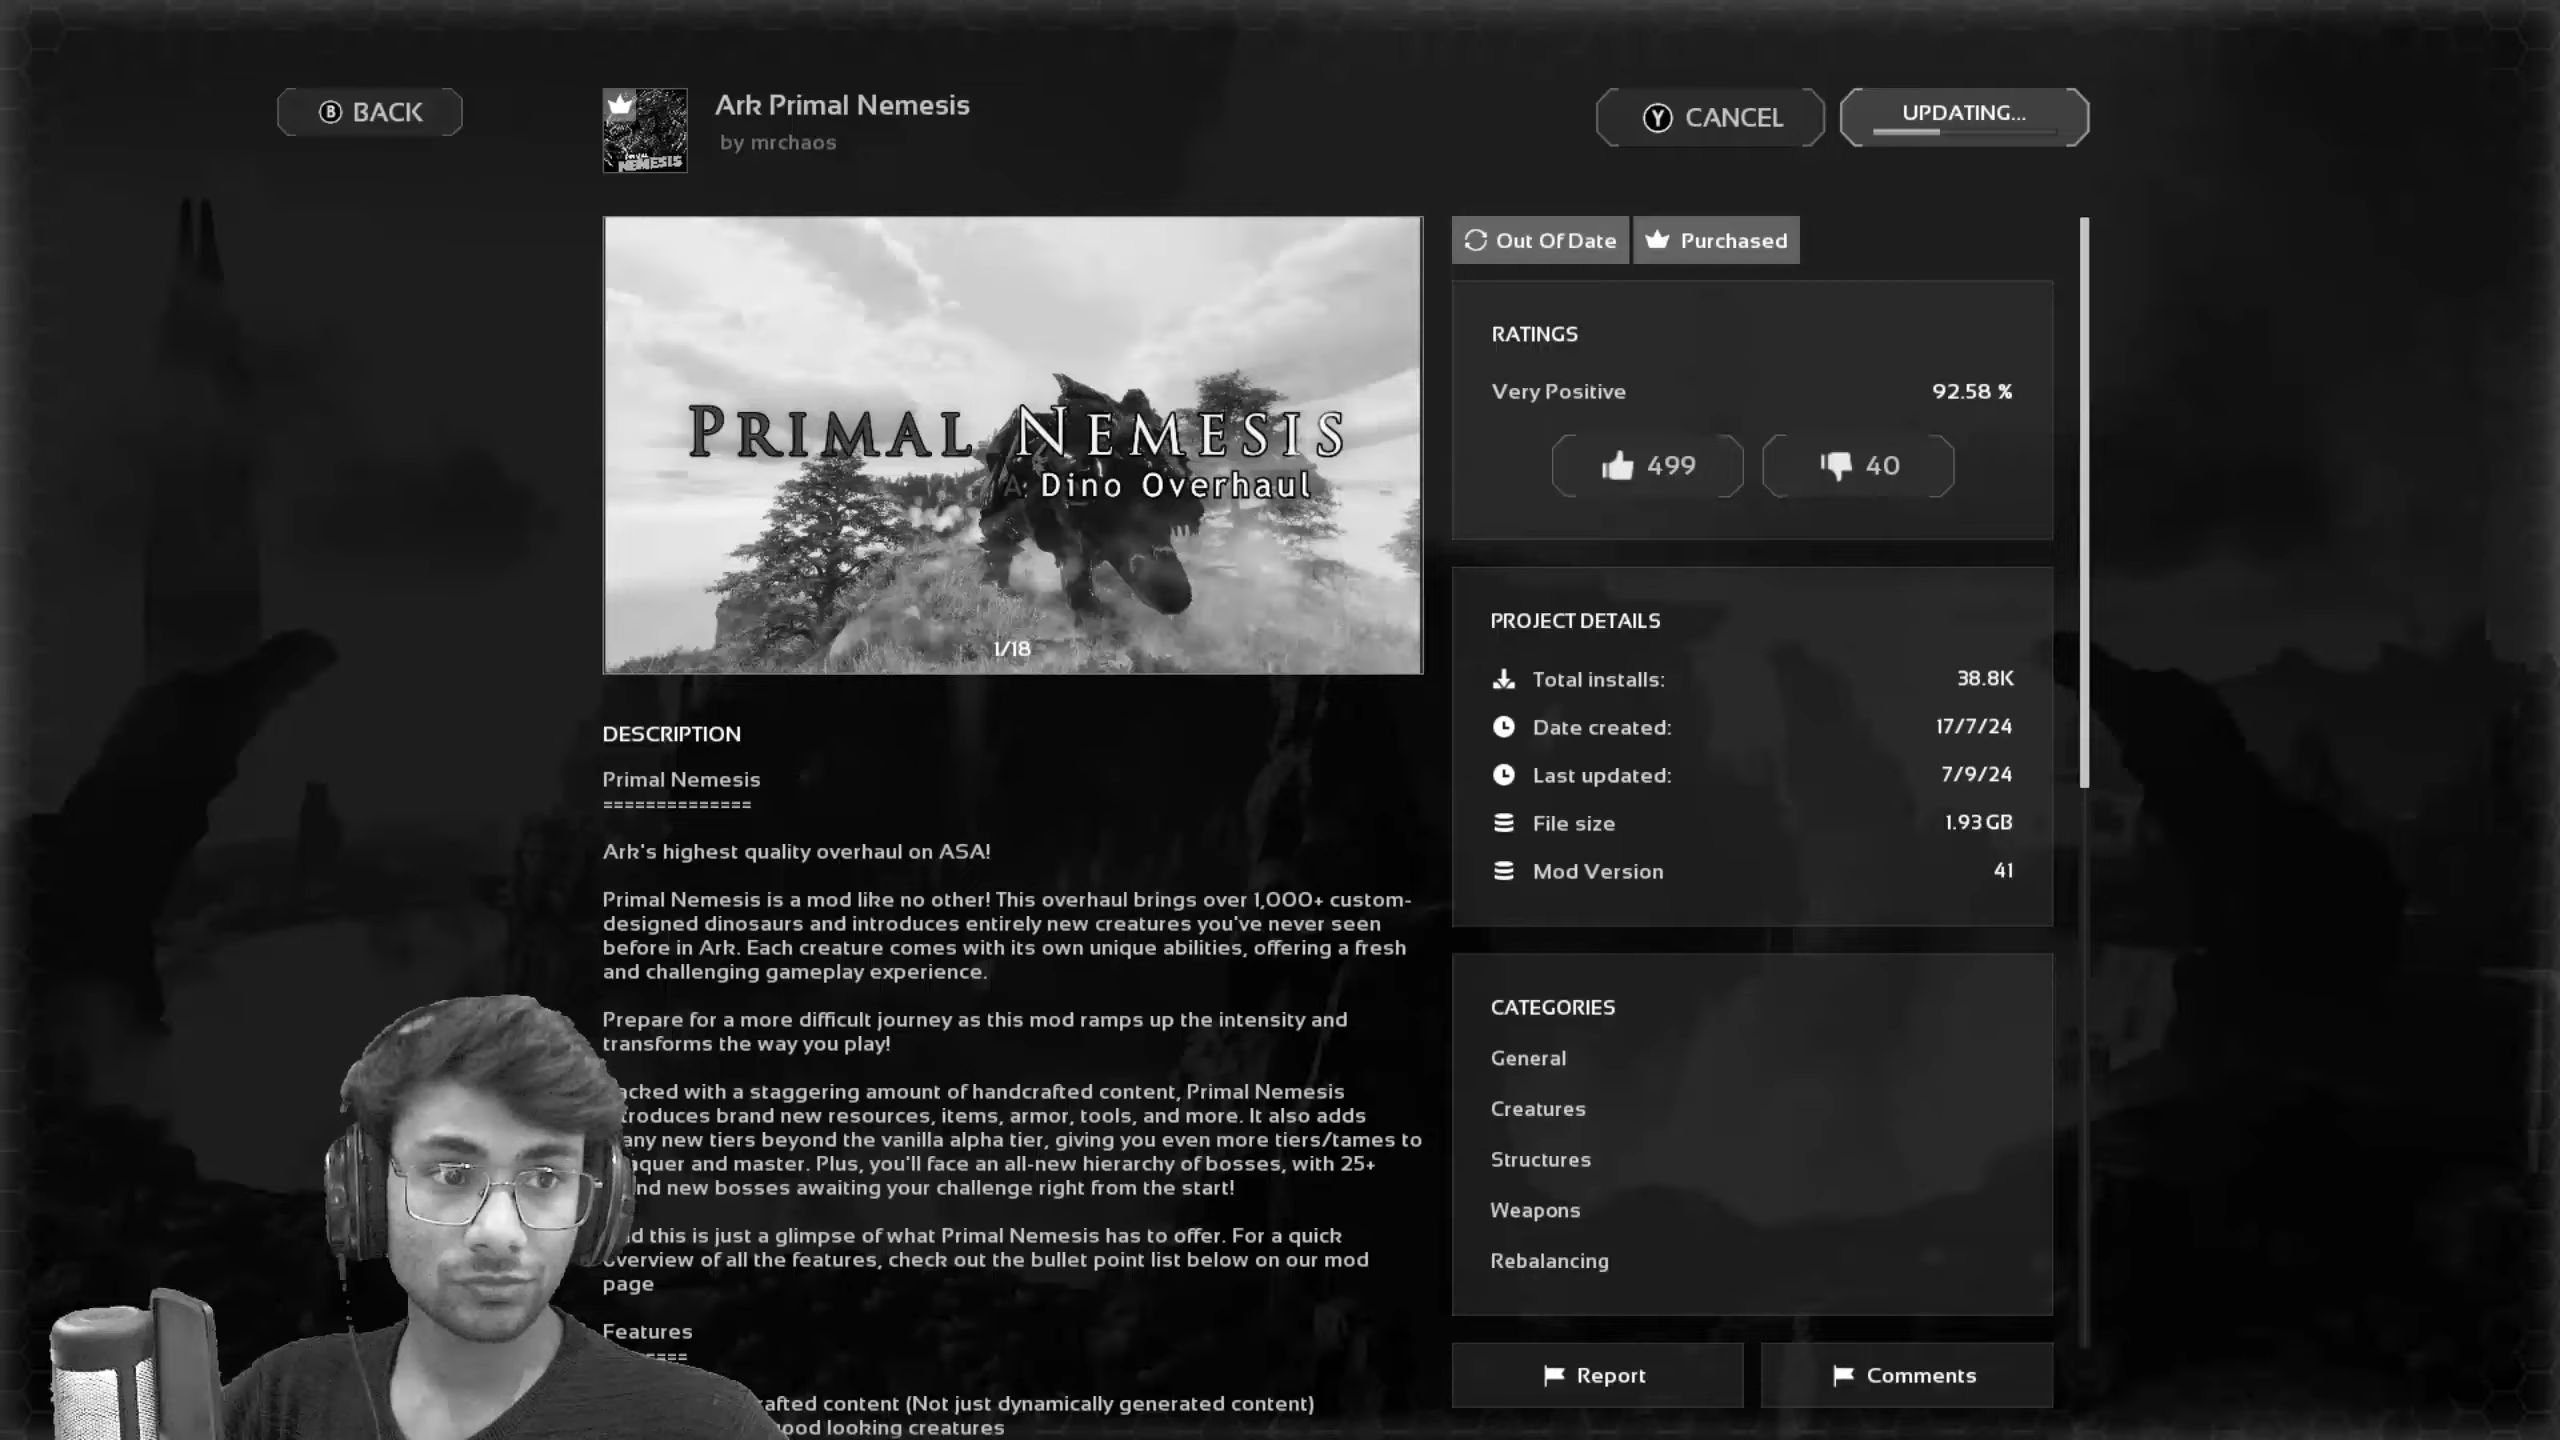 B BACK
NEMESIS
Ark Primal Nemesis
by mrchaos
Y CANCEL
UPDATING...
PRIMAL NEMESIS
A: Dino Overhaul
1/18
Out Of Date
Purchased
RATINGS
Very Positive
92.58 %
499
40
PROJECT DETAILS
Total installs:
38.8K
Date created:
17/7/24
Last updated:
7/9/24
File size
1.93 GB
Mod Version
41
CATEGORIES
General
Creatures
Structures
Weapons
Rebalancing
Report
Comments
DESCRIPTION
Primal Nemesis
==============
Ark's highest quality overhaul on ASA!
Primal Nemesis is a mod like no other! This overhaul brings over 1,000+ custom-
designed dinosaurs and introduces entirely new creatures you've never seen
before in Ark. Each creature comes with its own unique abilities, offering a fresh
and challenging gameplay experience.
Prepare for a more difficult journey as this mod ramps up the intensity and
transforms the way you play!
acked with a staggering amount of handcrafted content, Primal Nemesis
troduces brand new resources, items, armor, tools, and more. It also adds
any new tiers beyond the vanilla alpha tier, giving you even more tiers/tames to
quer and master. Plus, you'll face an all-new hierarchy of bosses, with 25+
nd new bosses awaiting your challenge right from the start!
d this is just a glimpse of what Primal Nemesis has to offer. For a quick
overview of all the features, check out the bullet point list below on our mod
page
Features
====
rafted content (Not just dynamically generated content)
ood looking creatures